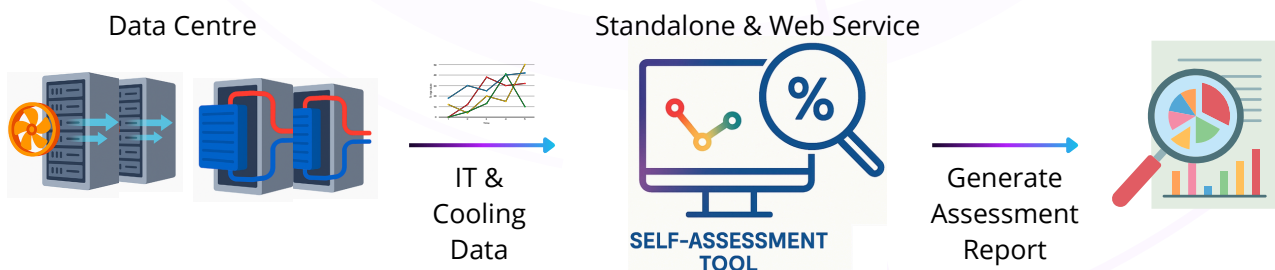 Data Centre
Standalone & Web Service
%
IT &
Cooling
Data
SELF-ASSESSMENT
TOOL
Generate
Assessment
Report